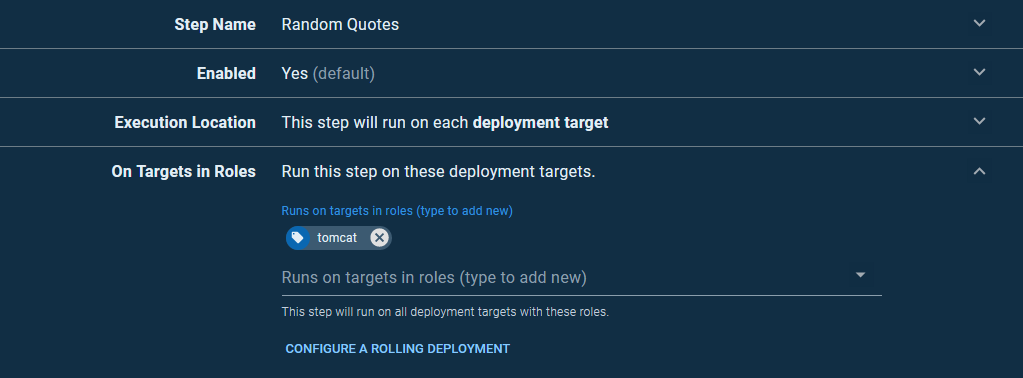 Step Name Random Quotes
Enabled Yes (default)
Execution Location This step will run on each deployment target
On Targets in Roles Run this step on these deployment targets.
Runs on targets in roles (type to add new)
tomcat
Runs on targets in roles (type to add new)
This step will run on all deployment targets with these roles.
CONFIGURE A ROLLING DEPLOYMENT